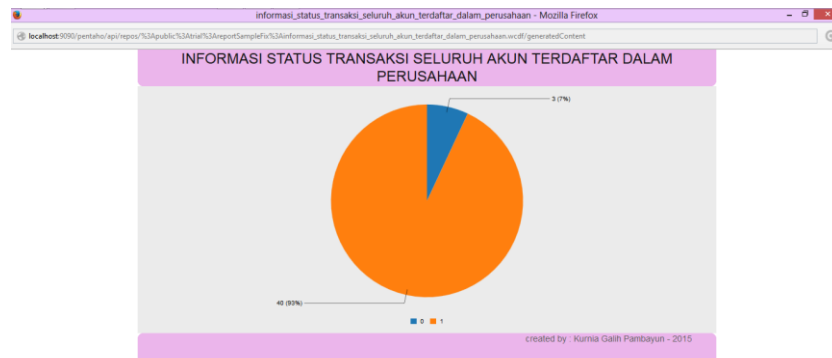 informasi_status_transaksi_seluruh_akun_terdaftar_dalam_perusahaan - Mozilla Firefox
localhost:9090/pentaho/api/repos/%3Apublic%3Atrial%3AreportSampleFix%3Ainformasi_status_transaksi_seluruh_akun_terdaftar_dalam_perusahaan.wcdf/generatedContent
INFORMASI STATUS TRANSAKSI SELURUH AKUN TERDAFTAR DALAM
PERUSAHAAN
3 (7%)
40 (93%)
0 1
created by : Kurnia Galih Pambayun - 2015